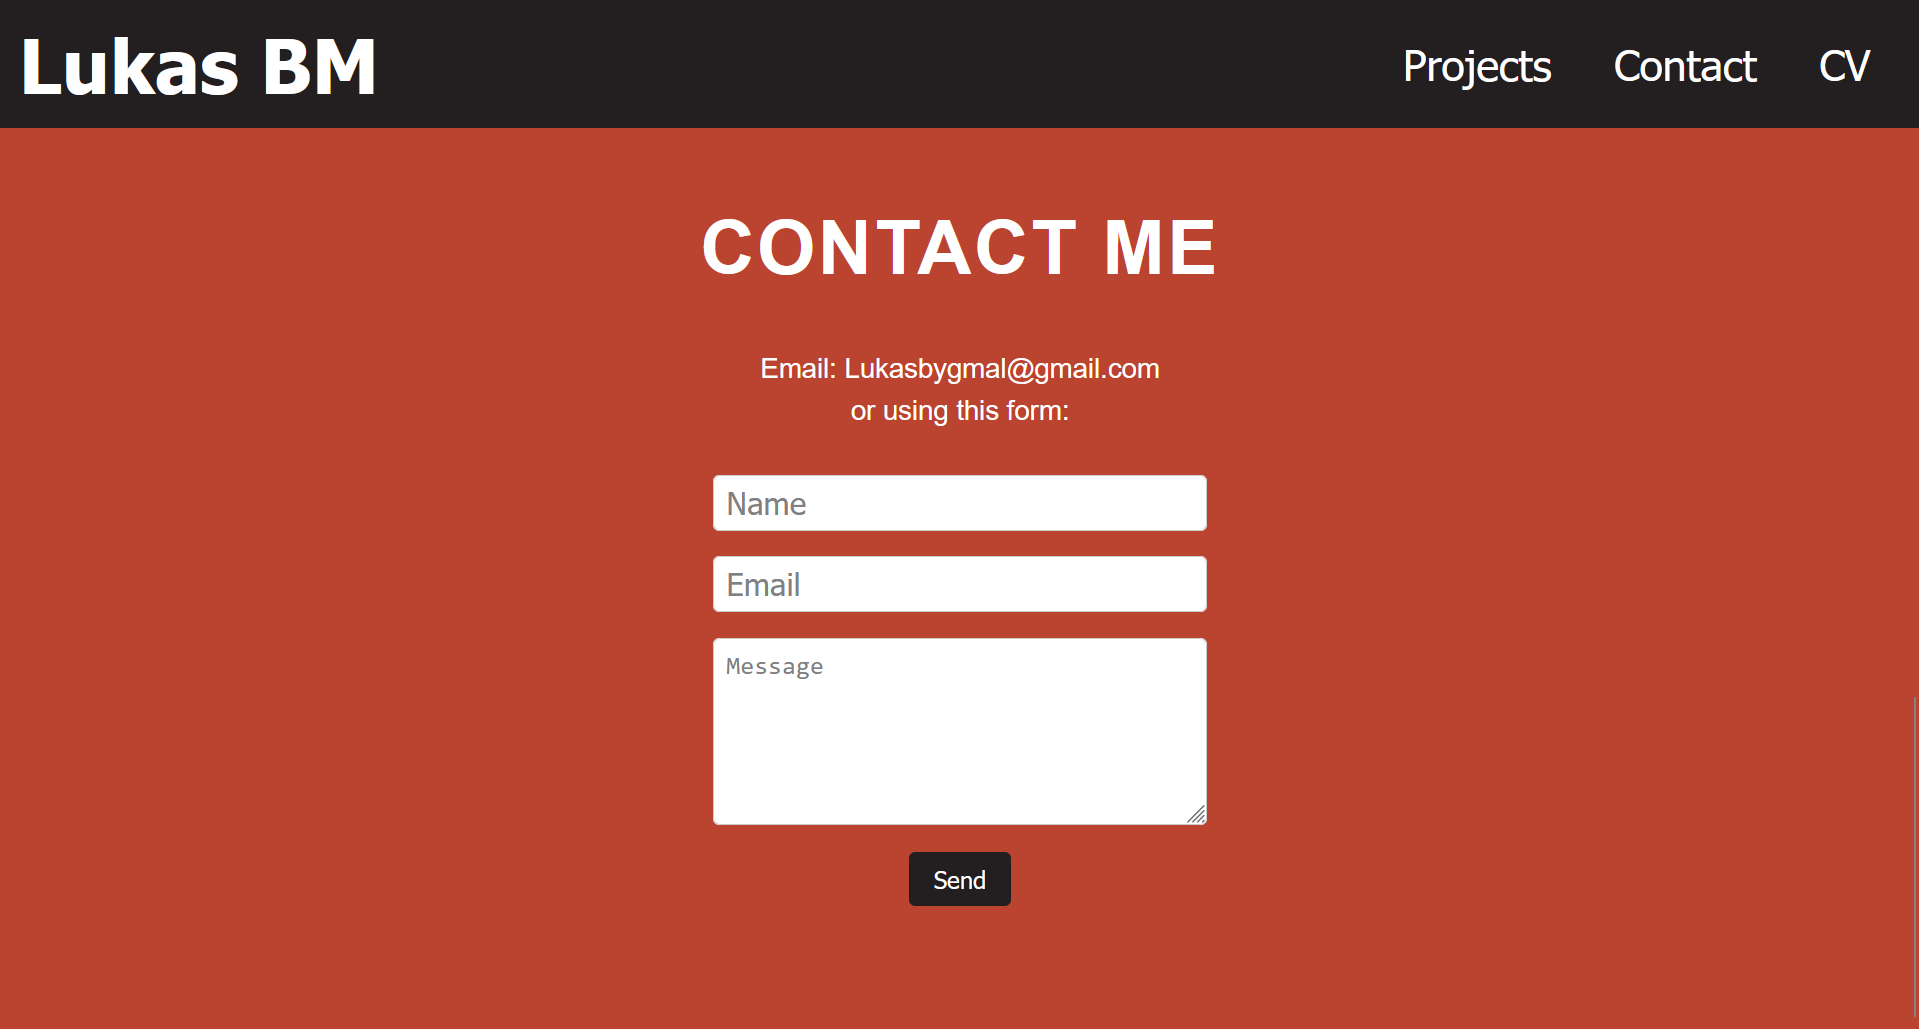 Lukas BM
Projects Contact CV
CONTACT ME
Email: Lukasbygmal@gmail.com
or using this form:
Name
Email
Message
Send